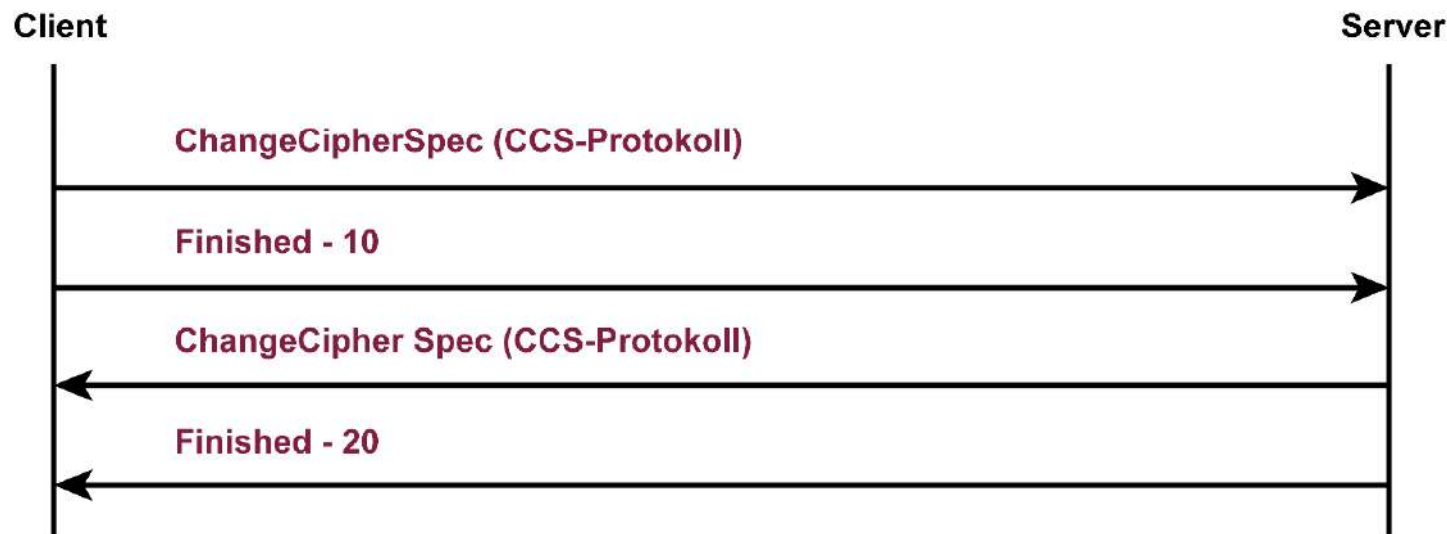 Client
Server
ChangeCipherSpec (CCS-Protokoll)
Finished - 10
ChangeCipher Spec (CCS-Protokoll)
Finished - 20